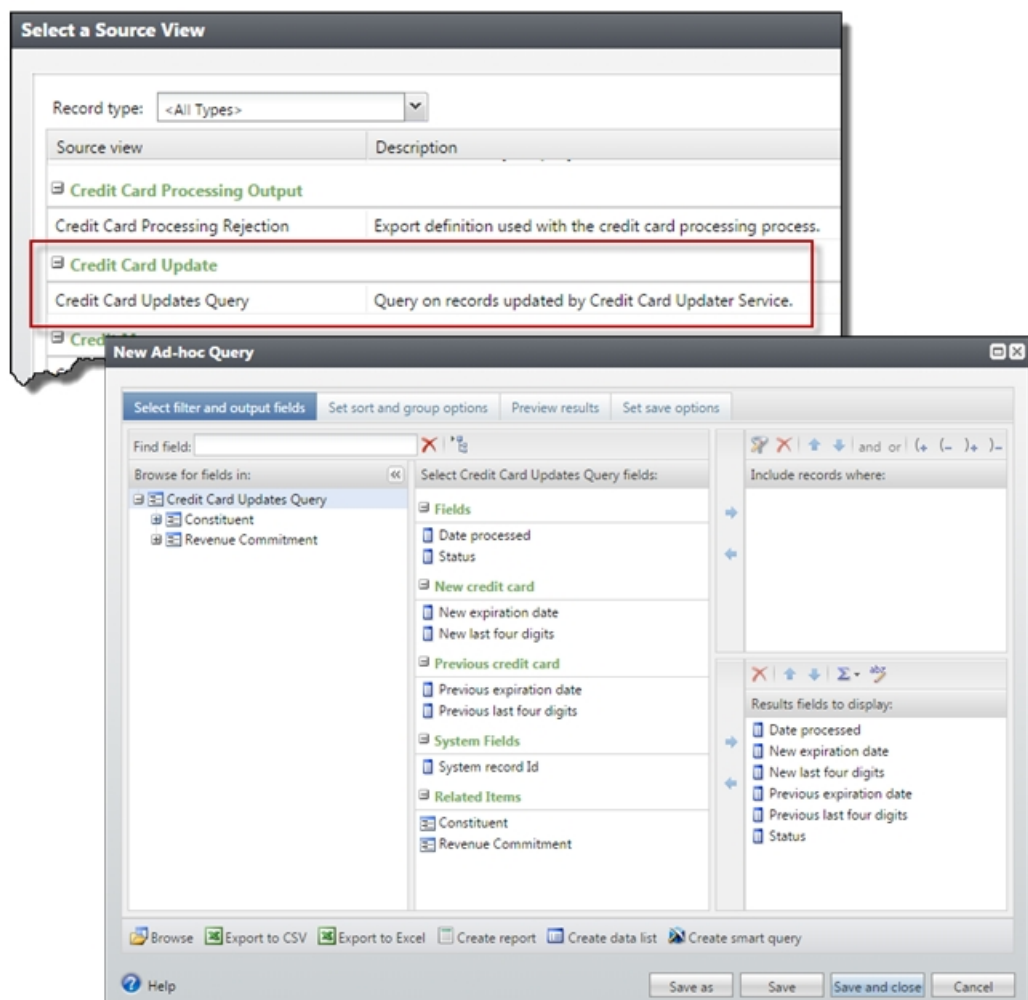 Select a Source View
Record type: <All Types>
Source view Description
Credit Card Processing Output
Credit Card Processing Rejection Export definition used with the credit card processing process.
Credit Card Update
Credit Card Updates Query Query on records updated by Credit Card Updater Service.
New Ad-hoc Query
Select filter and output fields Set sort and group options Preview results Set save options
Find field: and or (+ (- )+ )-
Browse for fields in: Select Credit Card Updates Query fields: Include records where:
Credit Card Updates Query
Constituent
Revenue Commitment
Fields
Date processed
Status
New credit card
New expiration date
New last four digits
Previous credit card
Previous expiration date
Previous last four digits
System Fields
System record Id
Related Items
Constituent
Revenue Commitment
Results fields to display:
Date processed
New expiration date
New last four digits
Previous expiration date
Previous last four digits
Status
Browse Export to CSV Export to Excel Create report Create data list Create smart query
Help Save as Save Save and close Cancel